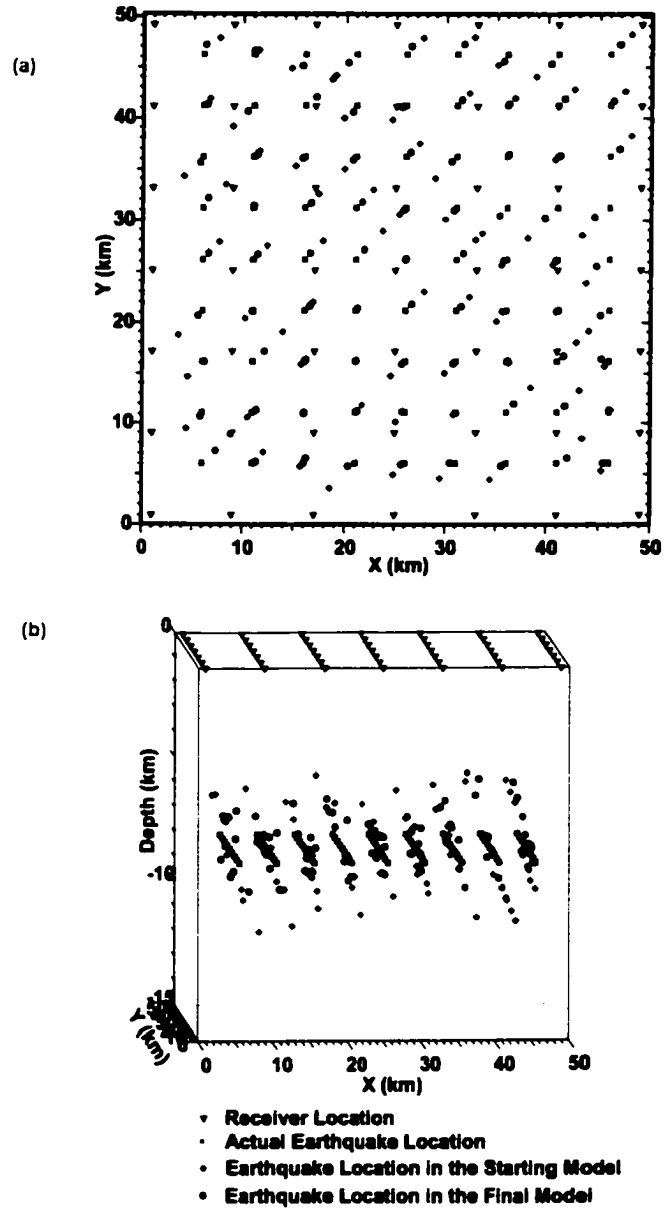 (a)
50
40
30
20
10
0
Y (km)
0 10 20 30 40 50
X (km)
(b)
0
-10
Depth (km)
Y (km)
0 10 20 30 40 50
X (km)
Receiver Location
Actual Earthquake Location
Earthquake Location in the Starting Model
Earthquake Location in the Final Model